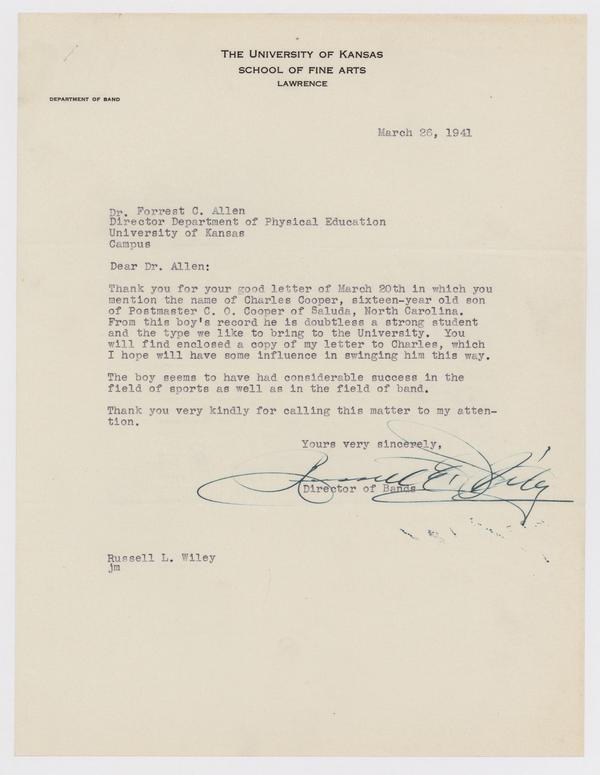 THE UNIVERSITY OF KANSAS
SCHOOL OF FINE ARTS
LAWRENCE
DEPARTMENT OF BAND
March 26, 1941
Dr. Forrest C. Allen
Director Department of Physical Education
University of Kansas
Campus
Dear Dr. Allen:
Thank you for your good letter of March 20th in which you
mention the name of Charles Cooper, sixteen-year old son
of Postmaster C. O. Cooper of Saluda, North Carolina.
From this boy's record he is doubtless a strong student
and the type we like to bring to the University. You
will find enclosed a copy of my letter to Charles, which
I hope will have some influence in swinging him this way.
The boy seems to have had considerable success in the
field of sports as well as in the field of band.
Thank you very kindly for calling this matter to my atten-
tion.
Yours very sincerely,
Russell L. Wiley
Director of Bands
Russell L. Wiley
jm